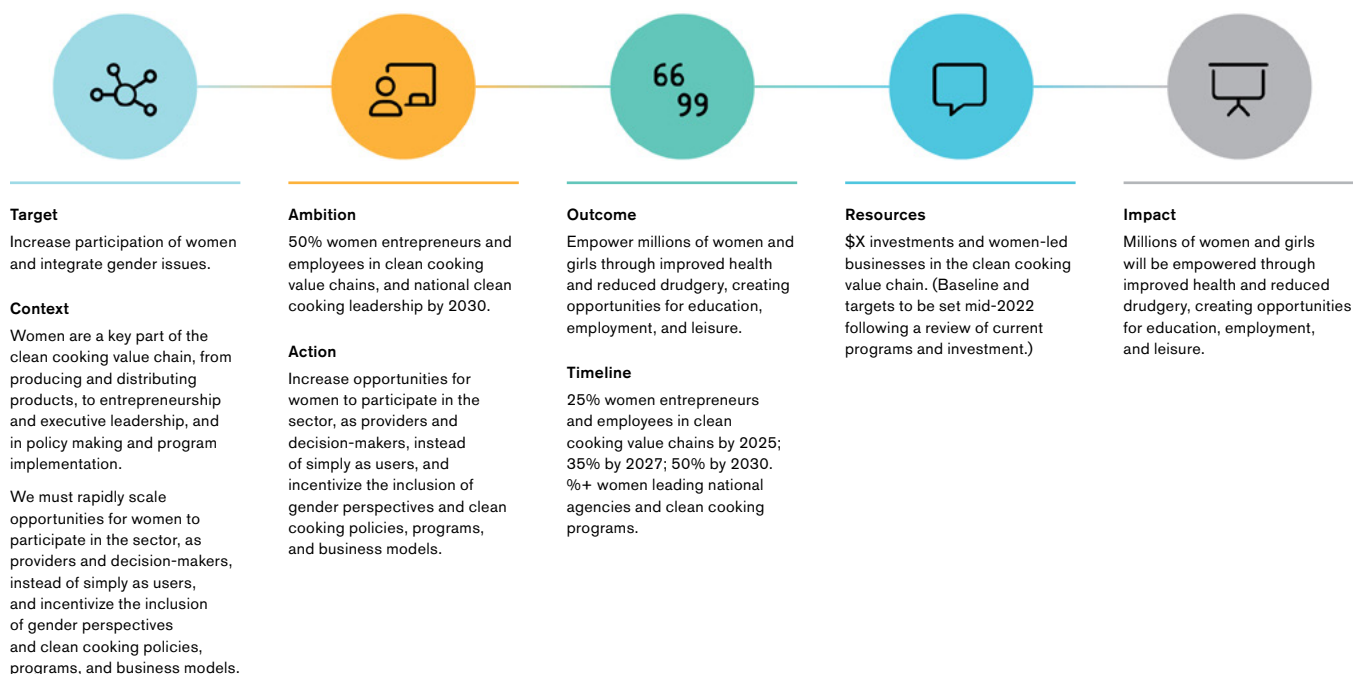 66
99
Target
Increase participation of women
and integrate gender issues.
Context
Women are a key part of the
clean cooking value chain, from
producing and distributing
products, to entrepreneurship
and executive leadership, and
in policy making and program
implementation.
We must rapidly scale
opportunities for women to
participate in the sector, as
providers and decision-makers,
instead of simply as users,
and incentivize the inclusion
of gender perspectives
and clean cooking policies,
programs, and business models.
Ambition
50% women entrepreneurs and
employees in clean cooking
value chains, and national clean
cooking leadership by 2030.
Action
Increase opportunities for
women to participate in the
sector, as providers and
decision-makers, instead
of simply as users, and
incentivize the inclusion of
gender perspectives and clean
cooking policies, programs,
and business models.
Outcome
Empower millions of women and
girls through improved health
and reduced drudgery, creating
opportunities for education,
employment, and leisure.
Timeline
25% women entrepreneurs
and employees in clean
cooking value chains by 2025;
35% by 2027; 50% by 2030.
%+ women leading national
agencies and clean cooking
programs.
Resources
$X investments and women-led
businesses in the clean cooking
value chain. (Baseline and
targets to be set mid-2022
following a review of current
programs and investment.)
Impact
Millions of women and girls
will be empowered through
improved health and reduced
drudgery, creating opportunities
for education, employment,
and leisure.